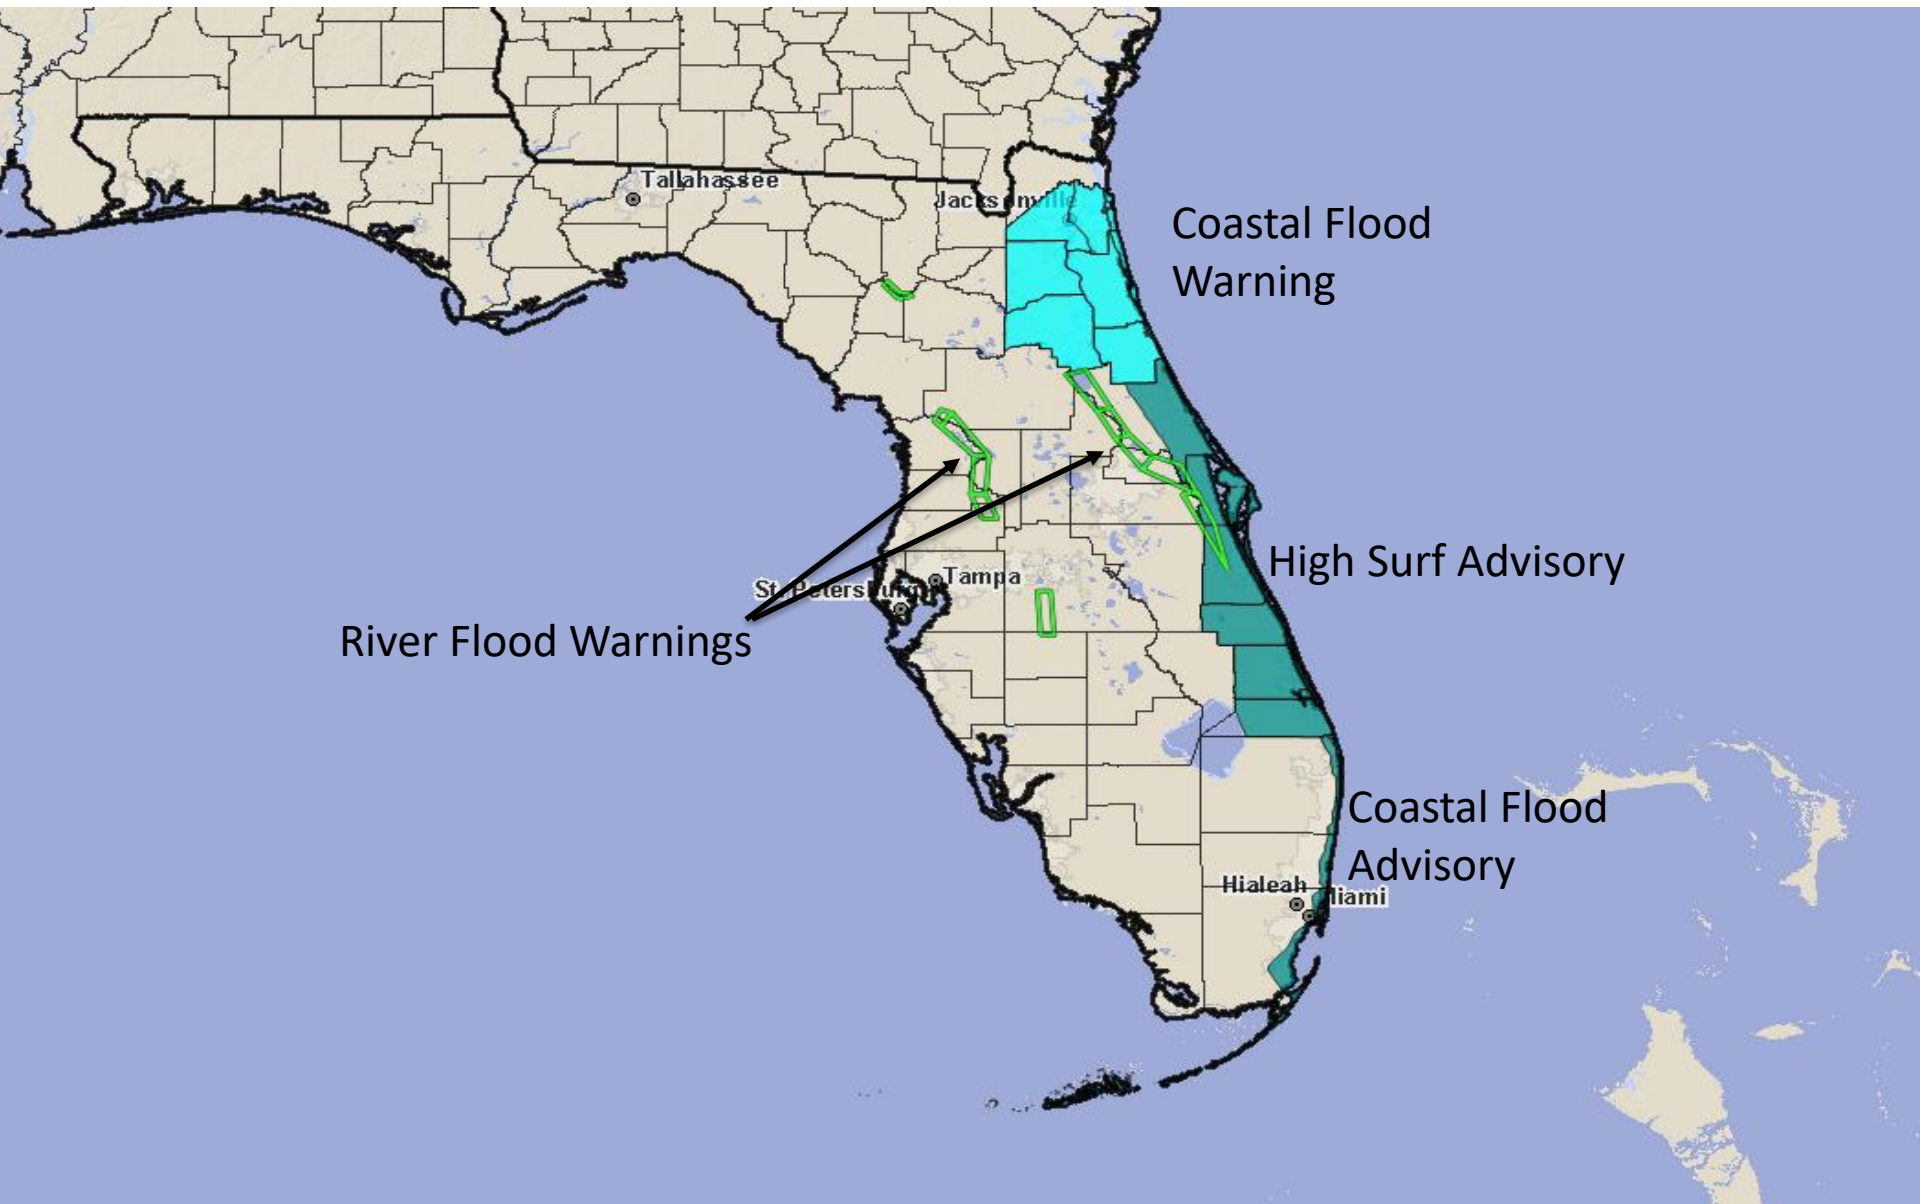 Tallahassee
Jacksonville
Coastal Flood
Warning
High Surf Advisory
St. Petersburg
Tampa
River Flood Warnings
Coastal Flood
Advisory
Hialeah
Miami